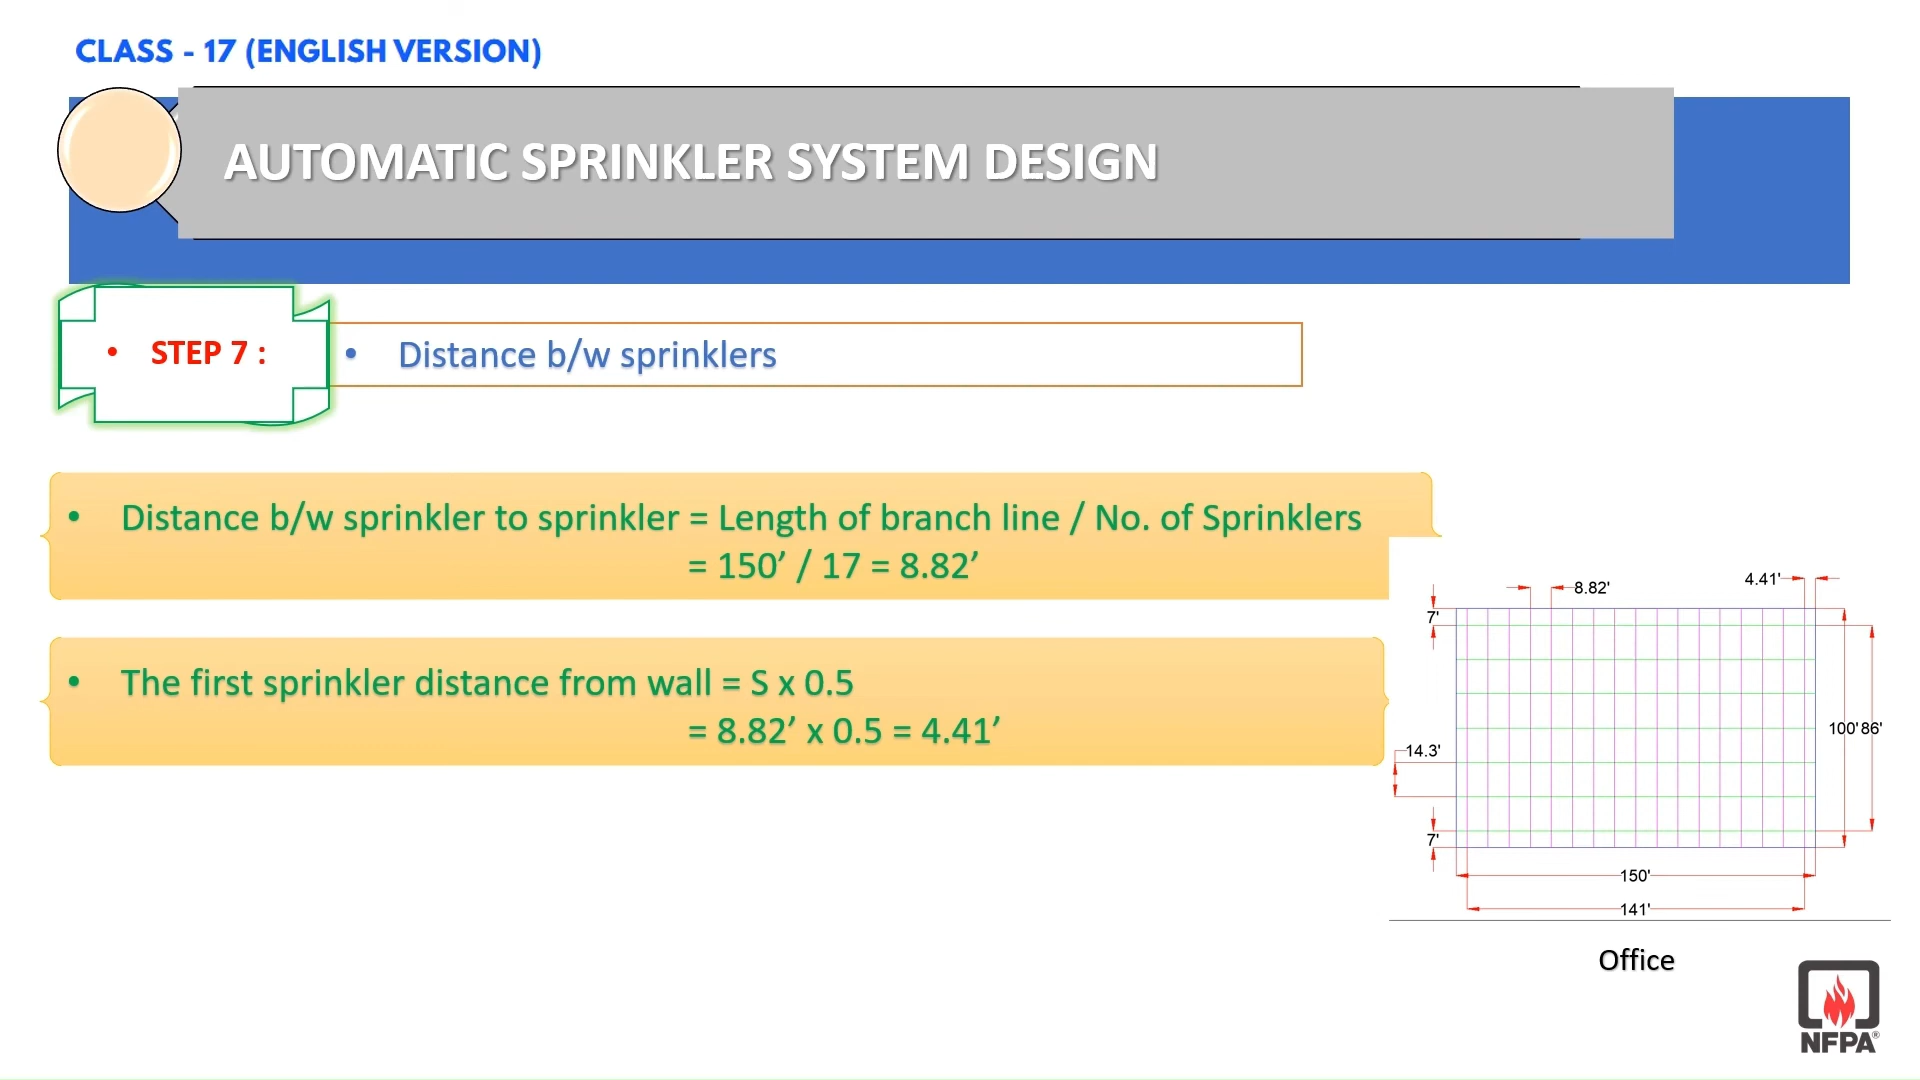 CLASS - 17 (ENGLISH VERSION)
AUTOMATIC SPRINKLER SYSTEM DESIGN
• STEP 7 :
• Distance b/w sprinklers
• Distance b/w sprinkler to sprinkler = Length of branch line / No. of Sprinklers
= 150’ / 17 = 8.82’
• The first sprinkler distance from wall = S x 0.5
= 8.82’ x 0.5 = 4.41’
8.82'
4.41'
7'
100'
86'
14.3'
7'
150'
141'
Office
NFPA®